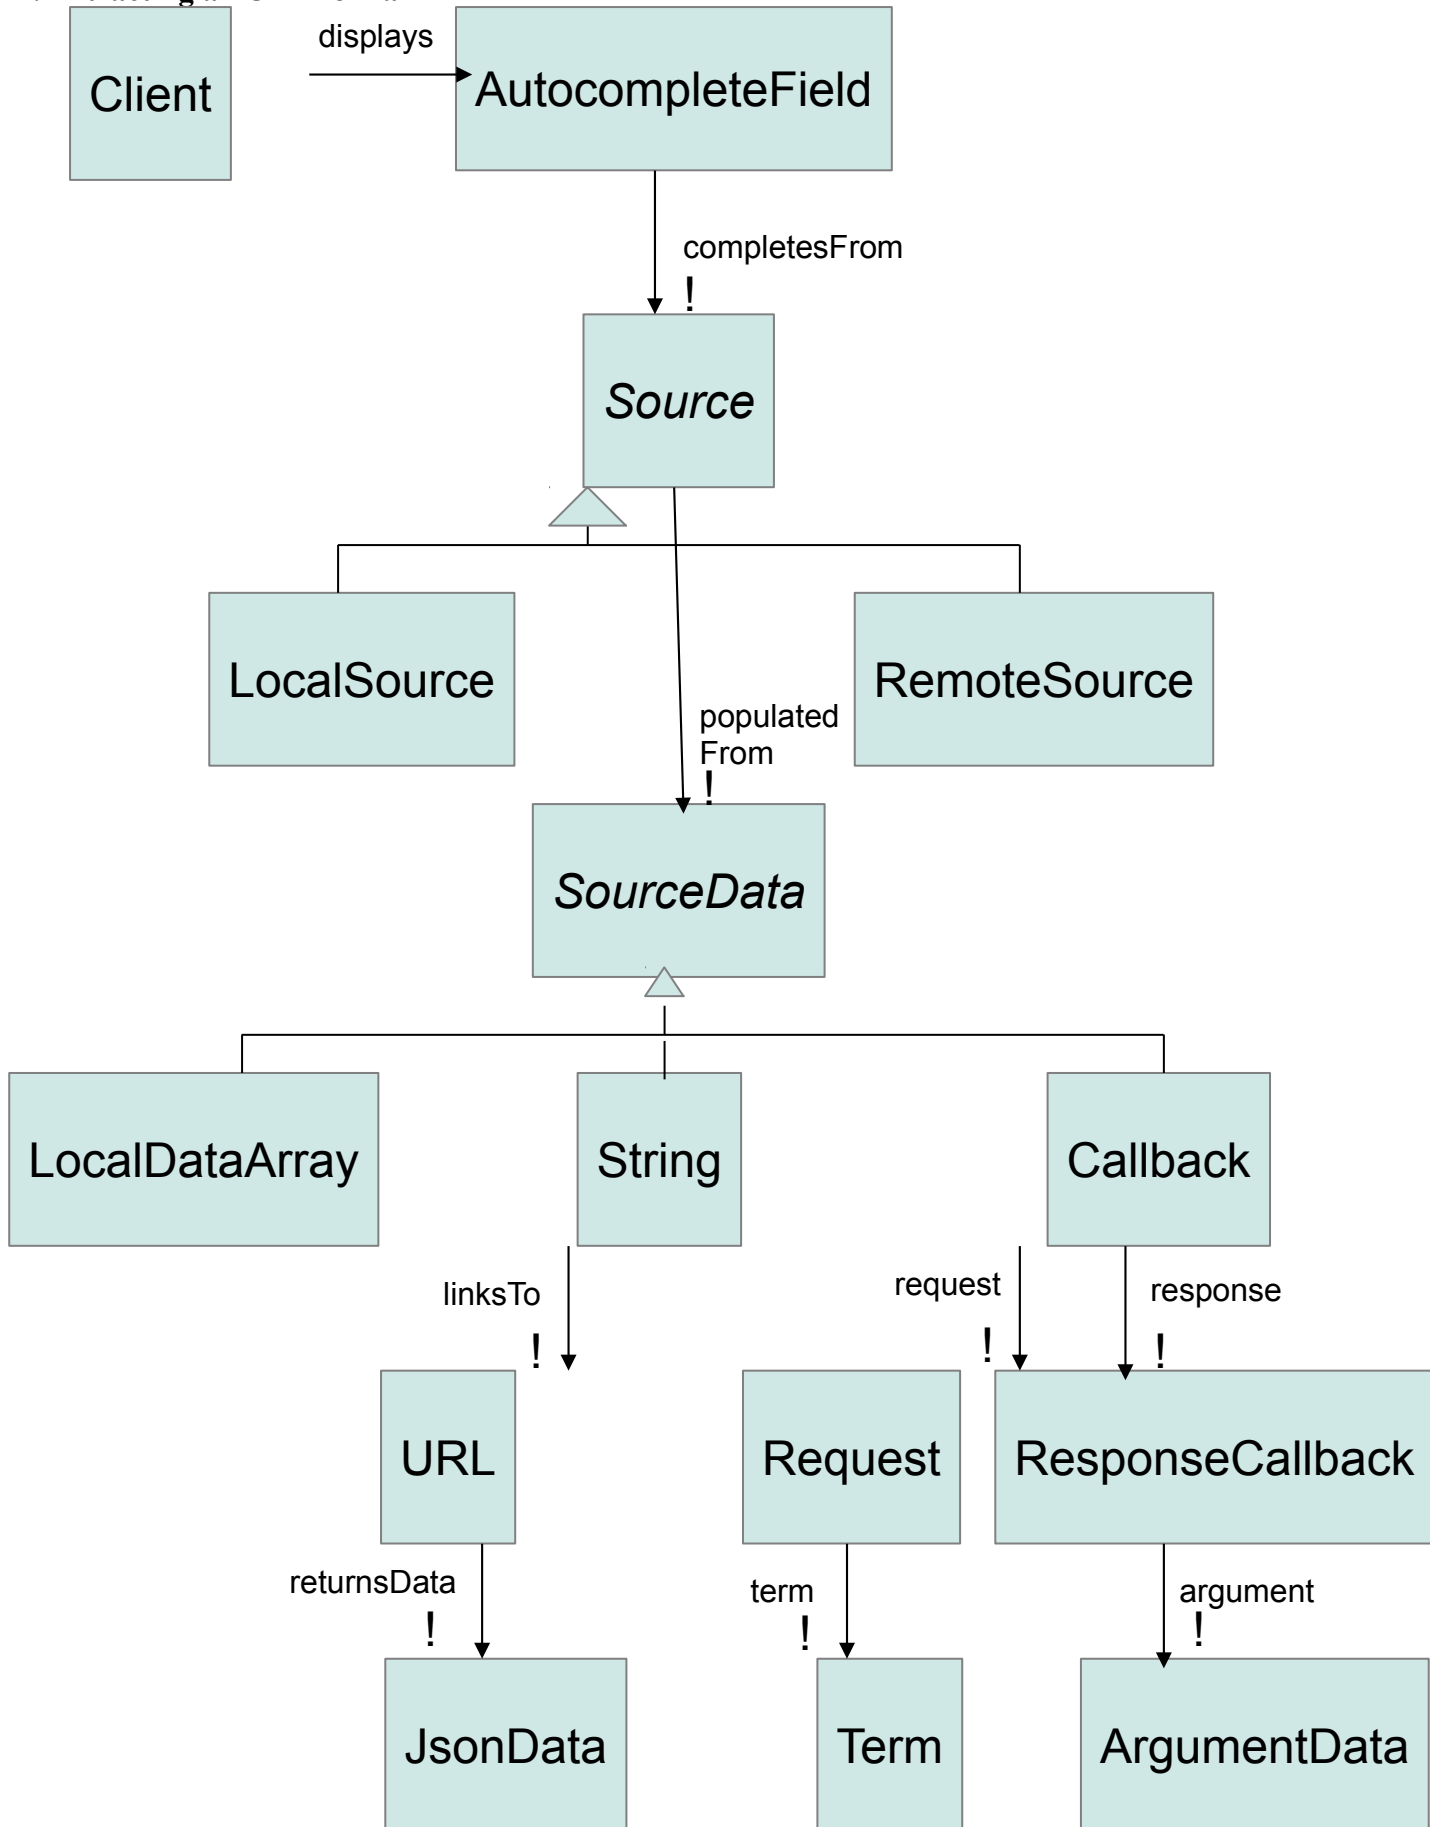 displays
Client
AutocompleteField
completesFrom
!
Source
LocalSource
RemoteSource
populated
From
!
SourceData
LocalDataArray
String
Callback
linksTo
!
request
!
response
!
URL
Request
ResponseCallback
returnsData
!
term
!
argument
!
JsonData
Term
ArgumentData